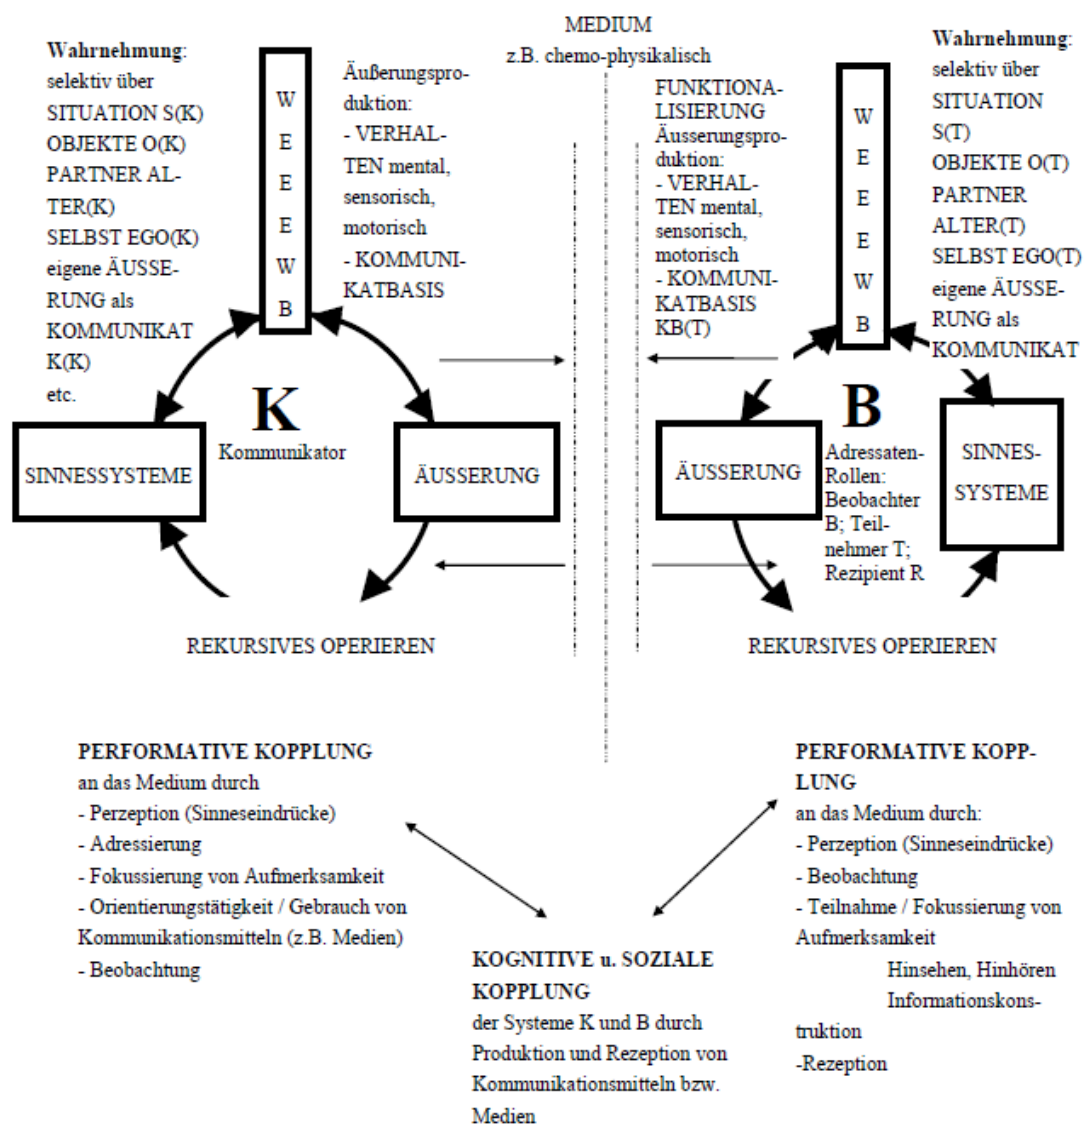 MEDIUM
z.B. chemo-physikalisch
Wahrnehmung:
selektiv über
SITUATION S(K)
OBJEKTE O(K)
PARTNER AL-
TER(K)
SELBST EGO(K)
eigene ÄUSSE-
RUNG als
KOMMUNIKAT
K(K)
etc.
W
E
E
E
W
B
Äußerungspro-
duktion:
- VERHAL-
TEN mental,
sensorisch,
motorisch
- KOMMUNI-
KATBASIS
K
Kommunikator
SINNESSYSTEME
ÄUSSERUNG
REKURSIVES OPERIEREN
FUNKTIONA-
LISIERUNG
Äusserungspro-
duktion:
- VERHAL-
TEN mental,
sensorisch,
motorisch
- KOMMUNI-
KATBASIS
KB(T)
W
E
E
E
W
B
Wahrnehmung:
selektiv über
SITUATION
S(T)
OBJEKTE O(T)
PARTNER
ALTER(T)
SELBST EGO(T)
eigene ÄUSSE-
RUNG als
KOMMUNIKAT
B
Adressaten-
Rollen:
Beobachter
B; Teil-
nehmer T;
Rezipient R
ÄUSSERUNG
SINNES-
SYSTEME
REKURSIVES OPERIEREN
PERFORMATIVE KOPPLUNG
an das Medium durch
- Perzeption (Sinneseindrücke)
- Adressierung
- Fokussierung von Aufmerksamkeit
- Orientierungstätigkeit / Gebrauch von
Kommunikationsmitteln (z.B. Medien)
- Beobachtung
KOGNITIVE u. SOZIALE
KOPPLUNG
der Systeme K und B durch
Produktion und Rezeption von
Kommunikationsmitteln bzw.
Medien
PERFORMATIVE KOPP-
LUNG
an das Medium durch:
- Perzeption (Sinneseindrücke)
- Beobachtung
- Teilnahme / Fokussierung von
Aufmerksamkeit
Hinsehen, Hinhören
Informationskons-
truktion
-Rezeption